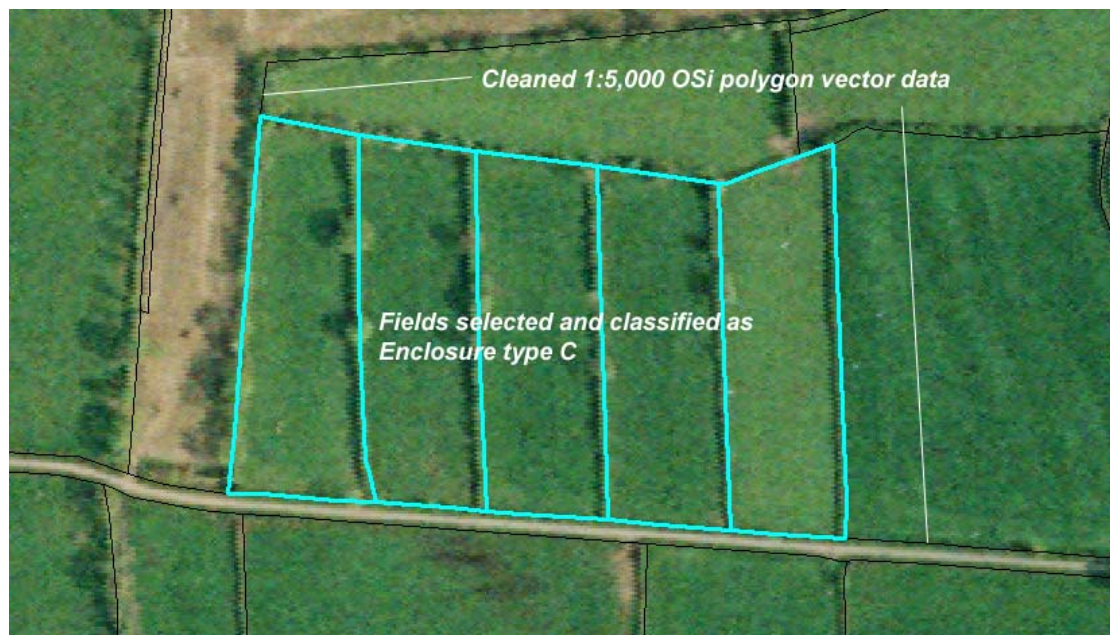 Cleaned 1:5,000 OSi polygon vector data
Fields selected and classified as
Enclosure type C